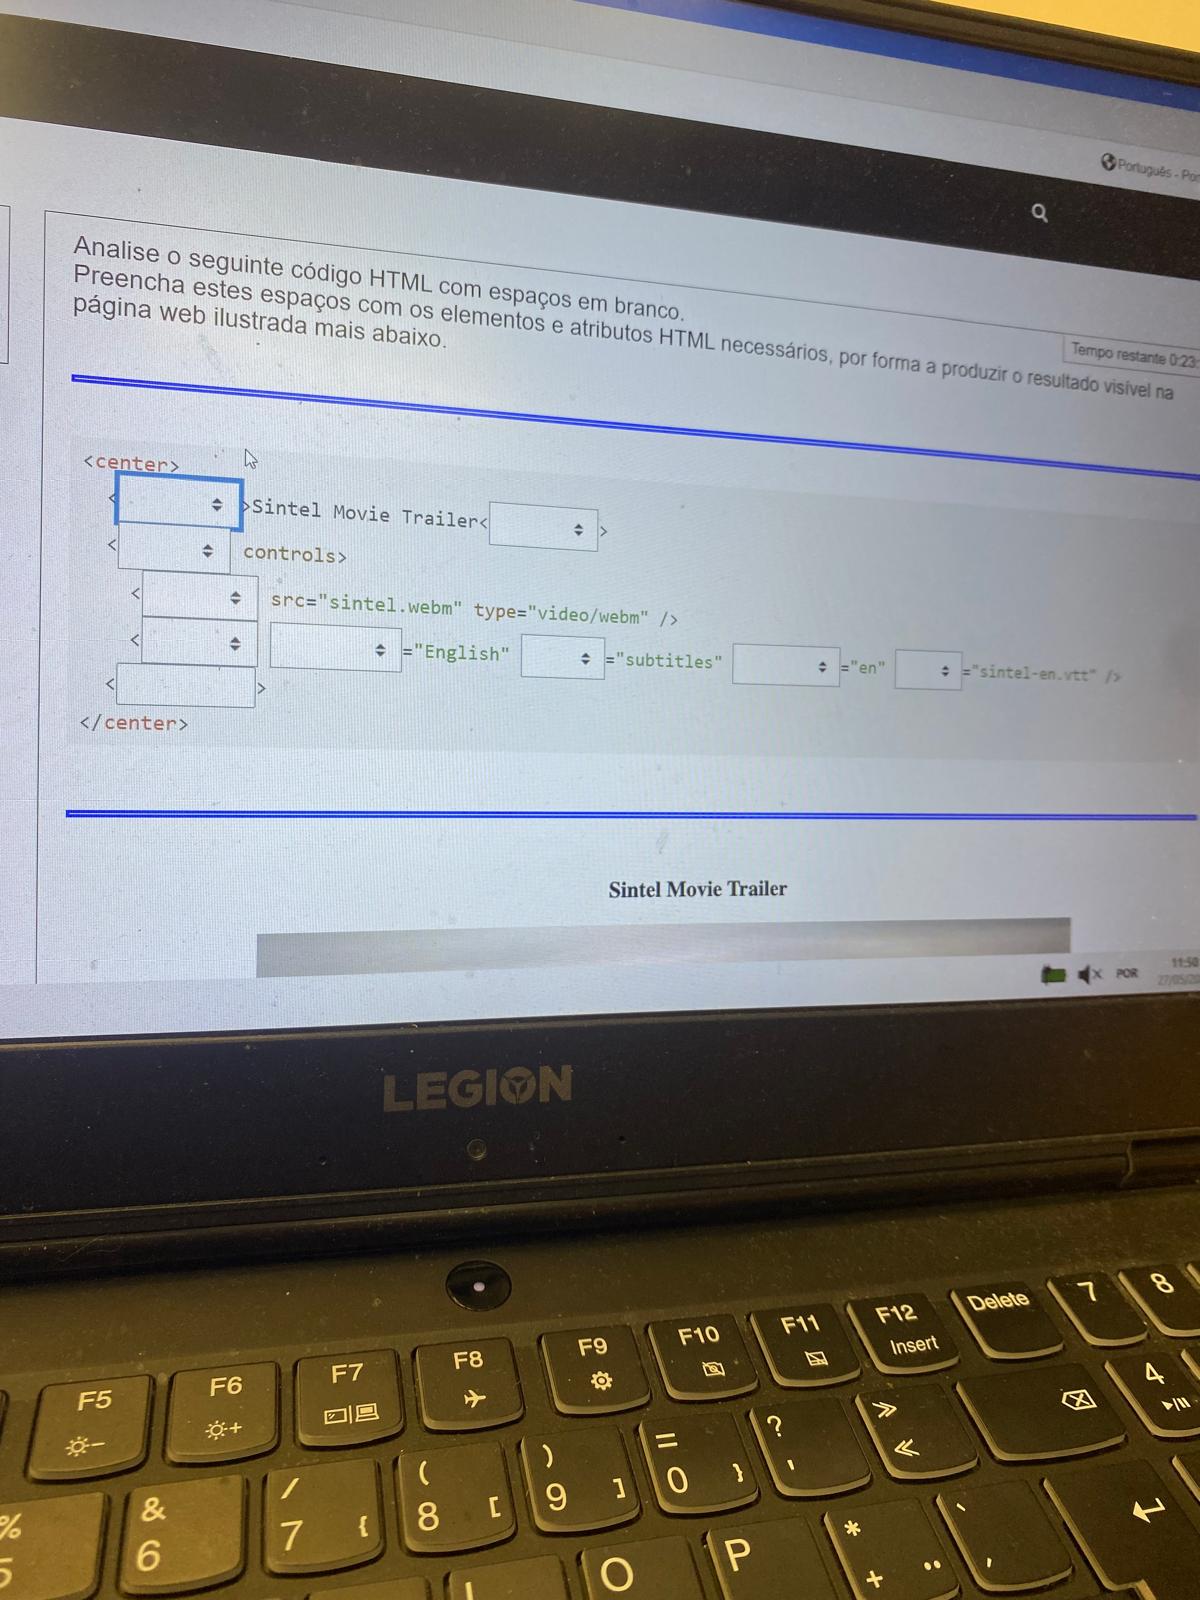 Português - Por
Analise o seguinte código HTML com espaços em branco.
Preencha estes espaços com os elementos e atributos HTML necessários, por forma a produzir o resultado visível na
página web ilustrada mais abaixo.
Tempo restante 0:23:
<center>
< >Sintel Movie Trailer< >
< controls>
< src="sintel.webm" type="video/webm" />
< ="English" ="subtitles" ="en" ="sintel-en.vtt" />
< >
</center>
Sintel Movie Trailer
POR
11:50
27/05/20
LEGION
F5
F6
F7
F8
F9
F10
F11
F12
Insert
Delete
7
8
%
5
&
6
/
7 {
(
8 [
)
9 ]
=
0 }
?
'
»
«
4
O
P
*
+ ¨
`
´